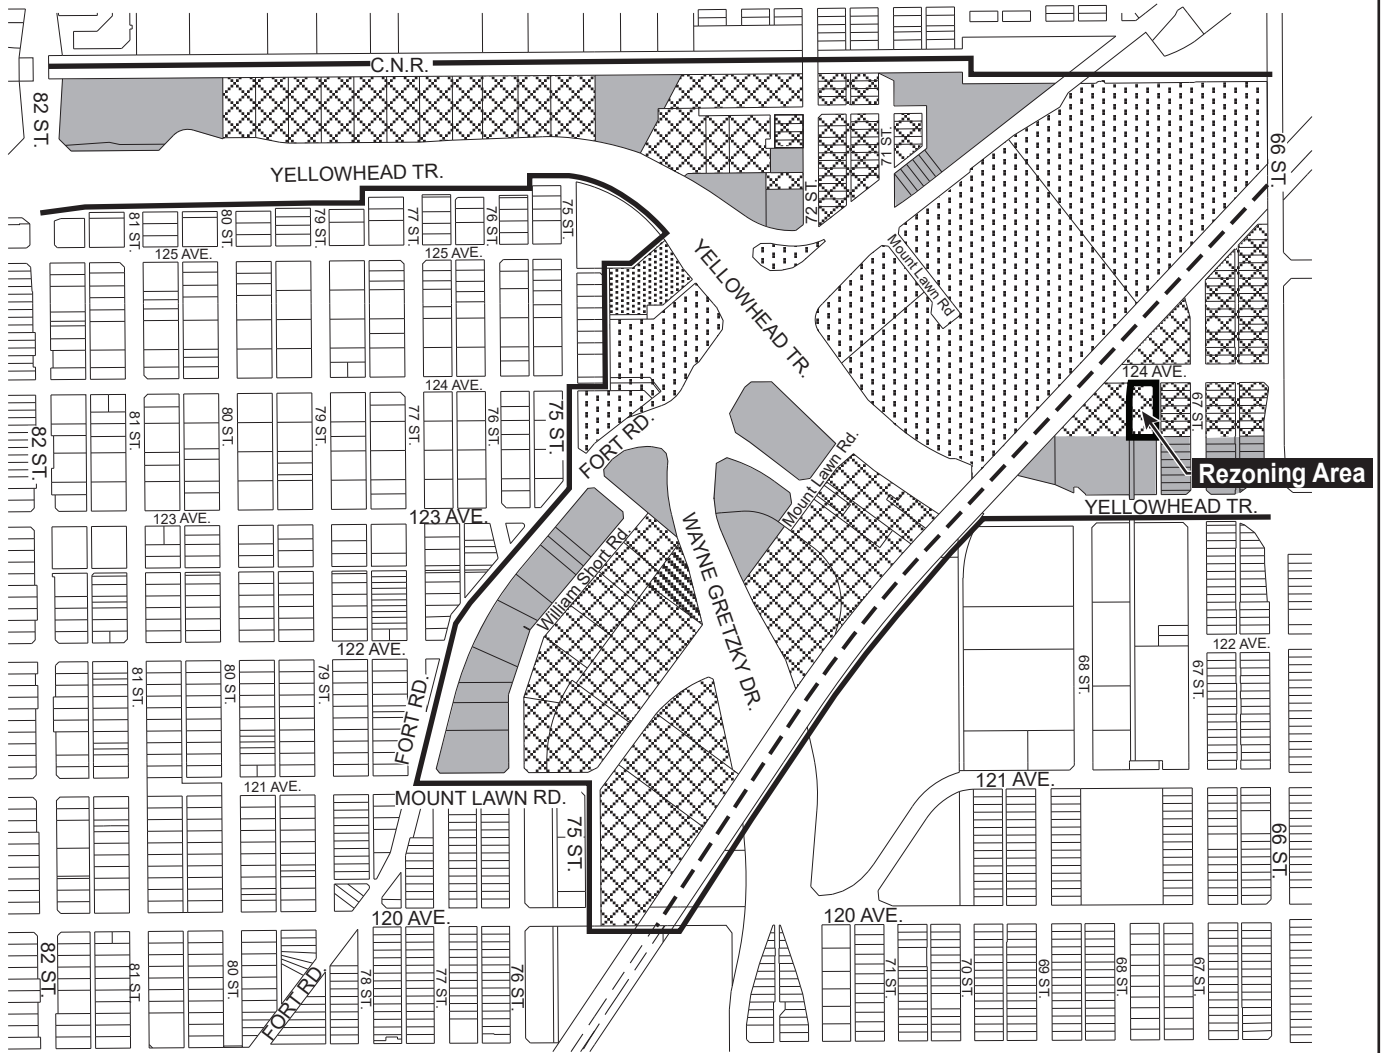 C.N.R.
82 ST.
YELLOWHEAD TR.
66 ST.
71 ST.
72 ST.
81 ST.
80 ST.
79 ST.
77 ST.
76 ST.
75 ST.
125 AVE.
125 AVE.
YELLOWHEAD TR.
Mount Lawn Rd
124 AVE.
124 AVE.
82 ST.
81 ST.
80 ST.
79 ST.
77 ST.
76 ST.
75 ST.
FORT RD.
67 ST.
Rezoning Area
Mount Lawn Rd.
YELLOWHEAD TR.
123 AVE.
123 AVE.
William Short Rd.
WAYNE GRETZKY DR.
122 AVE.
122 AVE.
81 ST.
80 ST.
79 ST.
FORT RD.
68 ST.
67 ST.
121 AVE.
121 AVE.
MOUNT LAWN RD.
75 ST.
66 ST.
120 AVE.
120 AVE.
82 ST.
81 ST.
80 ST.
FORT RD.
78 ST.
77 ST.
76 ST.
71 ST.
70 ST.
69 ST.
68 ST.
67 ST.